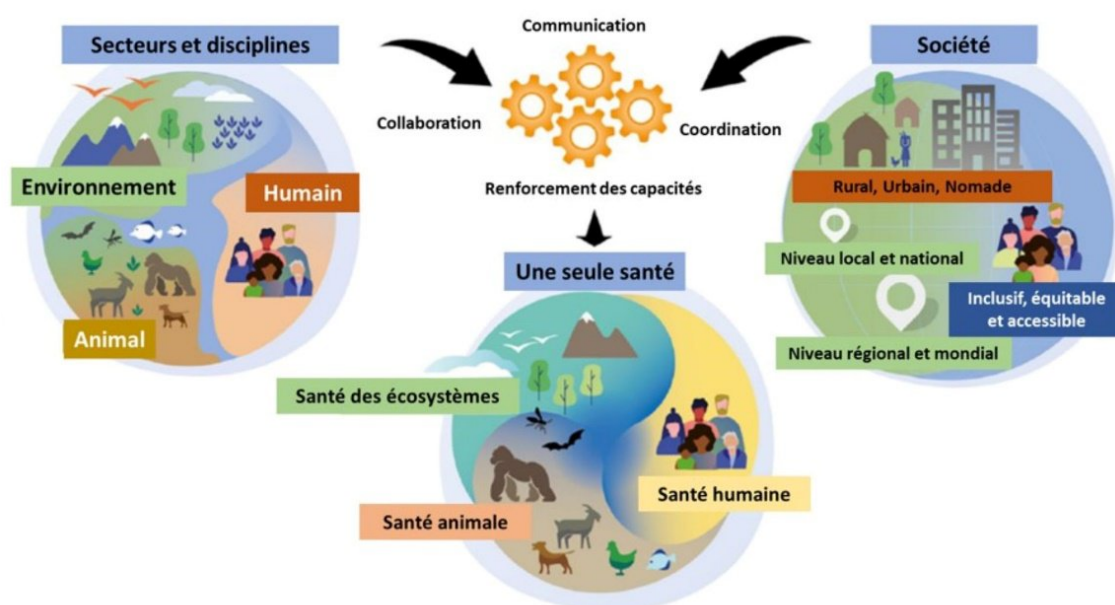 Secteurs et disciplines
Environnement
Humain
Animal
Communication
Collaboration
Coordination
Renforcement des capacités
Société
Rural, Urbain, Nomade
Niveau local et national
Inclusif, équitable
et accessible
Niveau régional et mondial
Une seule santé
Santé des écosystèmes
Santé humaine
Santé animale